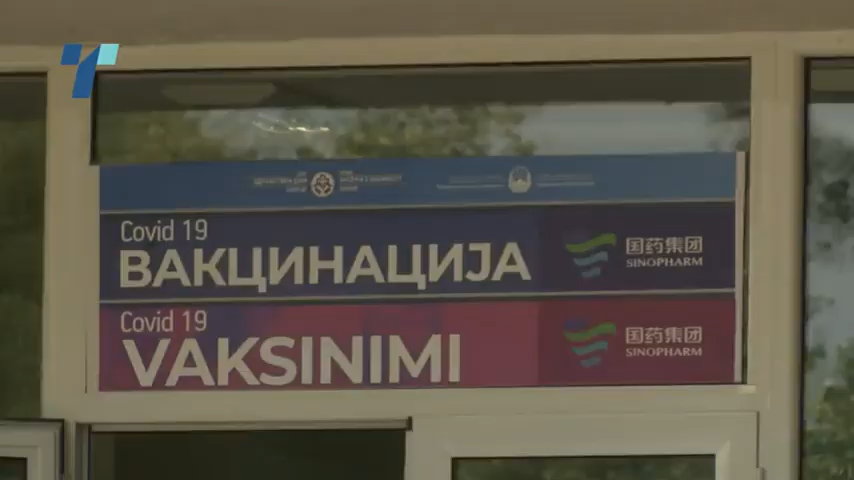 Covid 19
ВАКЦИНАЦИЈА
国药集团
SINOPHARM
Covid 19
VAKSINIMI
国药集团
SINOPHARM